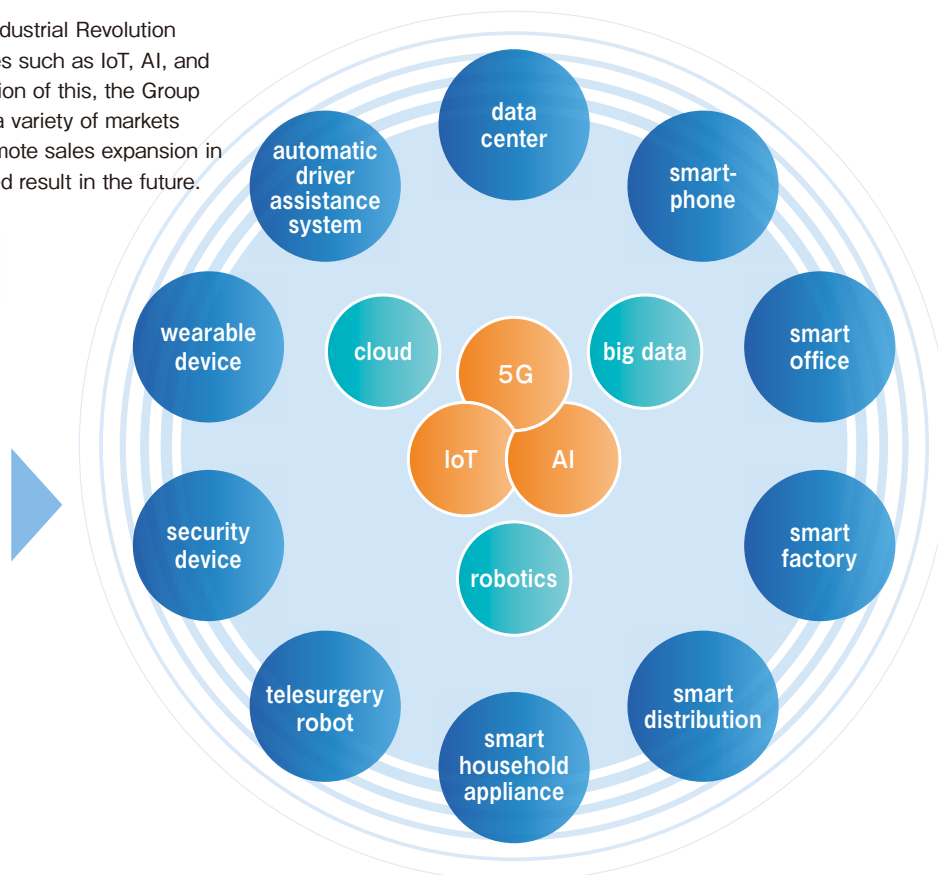 dustrial Revolution
es such as IoT, AI, and
ion of this, the Group
a variety of markets
mote sales expansion in
d result in the future.
data
center
smart-
phone
smart
office
smart
factory
smart
distribution
smart
household
appliance
telesurgery
robot
security
device
wearable
device
automatic
driver
assistance
system
cloud
big data
5G
IoT
AI
robotics